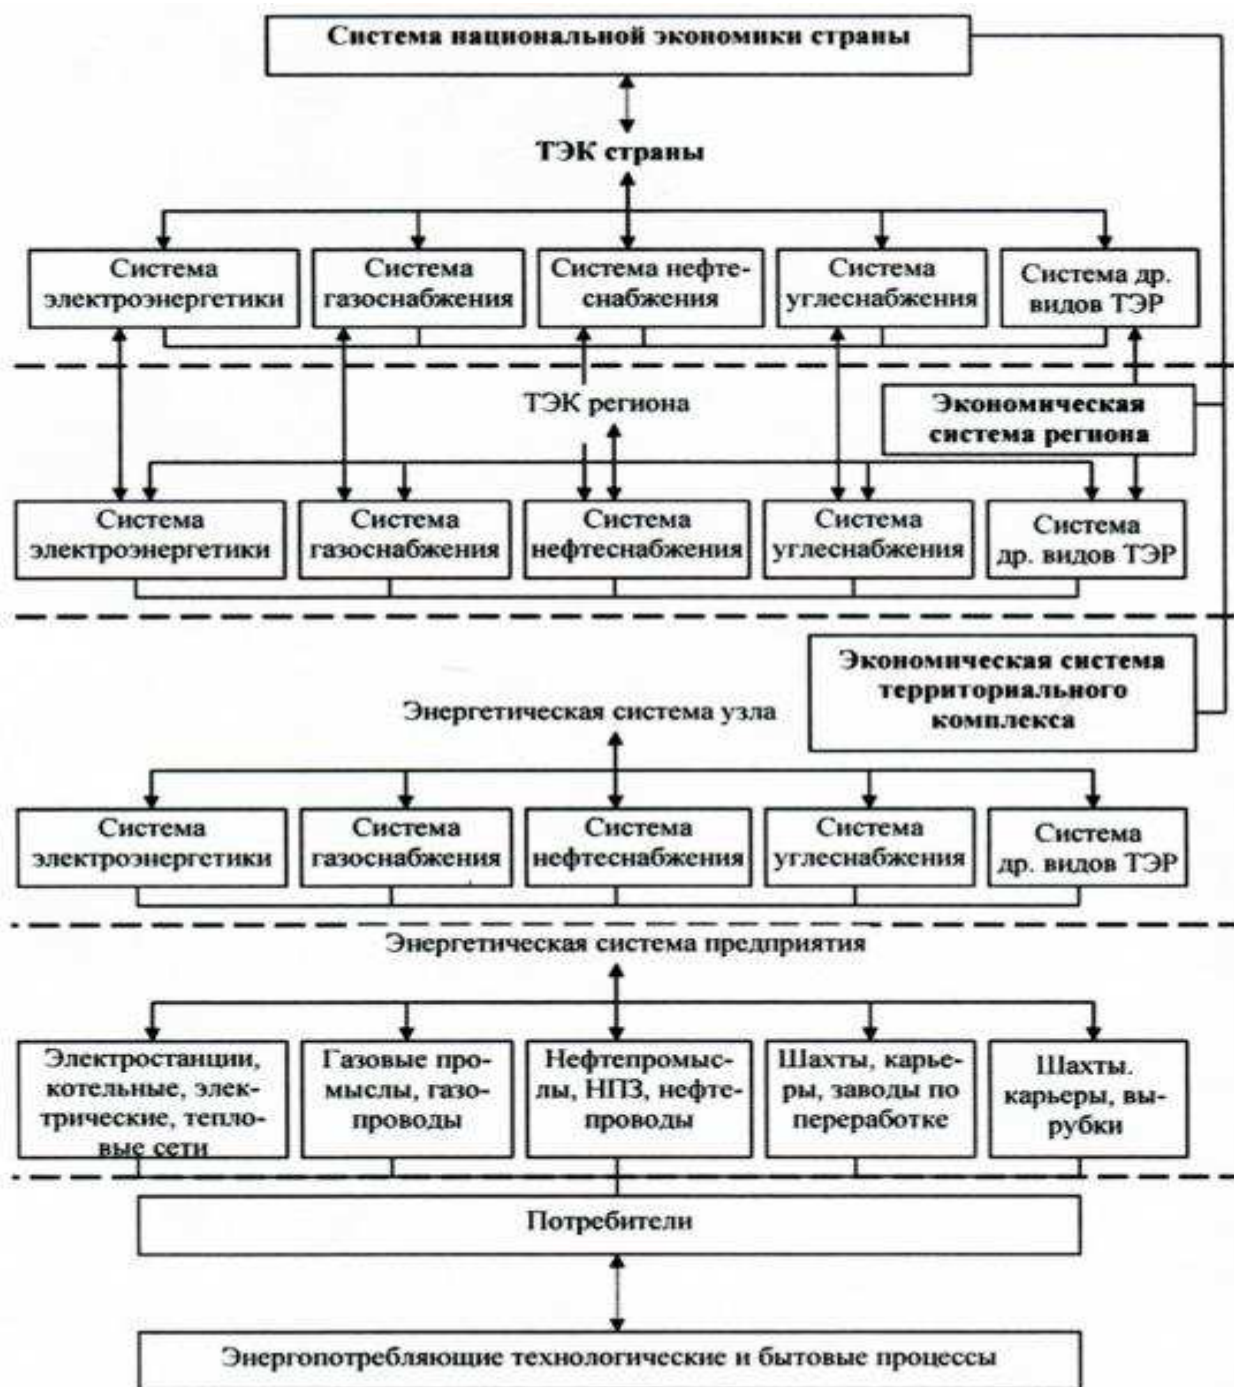 Система национальной экономики страны
ТЭК страны
Система
электроэнергетики
Система
газоснабжения
Система нефте-
снабжения
Система
углеснабжения
Система др.
видов ТЭР
ТЭК региона
Экономическая
система региона
Система
электроэнергетики
Система
газоснабжения
Система
нефтеснабжения
Система
углеснабжения
Система
др. видов ТЭР
Экономическая система
территориального
комплекса
Энергетическая система узла
Система
электроэнергетики
Система
газоснабжения
Система
нефтеснабжения
Система
углеснабжения
Система
др. видов ТЭР
Энергетическая система предприятия
Электростанции,
котельные, элек-
трические, тепло-
вые сети
Газовые про-
мыслы, газо-
проводы
Нефтепромыс-
лы, НПЗ, нефте-
проводы
Шахты, карье-
ры, заводы по
переработке
Шахты.
карьеры, вы-
рубки
Потребители
Энергопотребляющие технологические и бытовые процессы